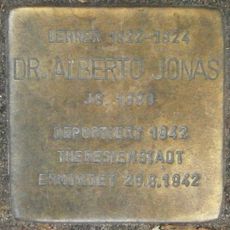 LEHRER 1922-1924
DR. ALBERTO JONAS
JG. 1889
DEPORTIERT 1942
THERESIENSTADT
ERMORDET 29.8.1942